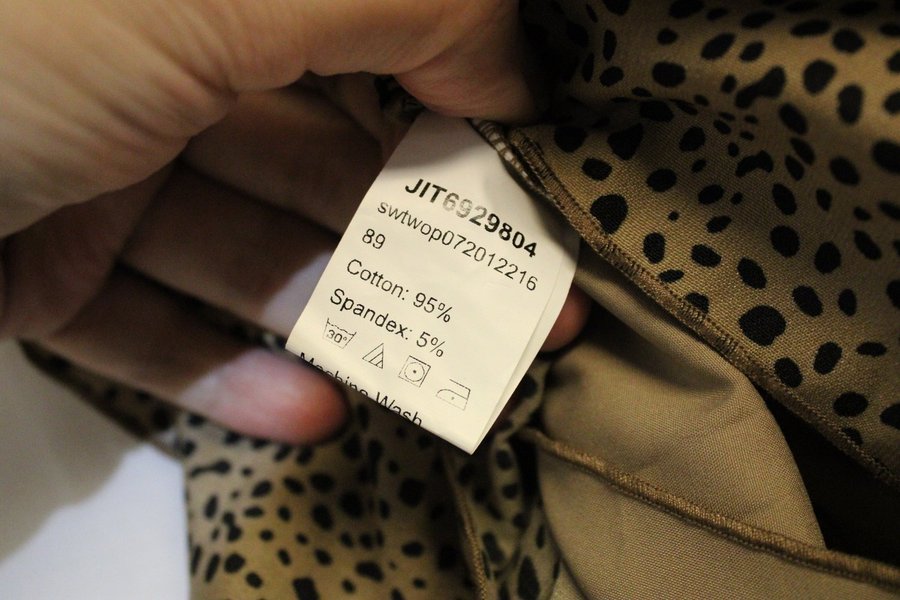 JIT6929804
swtwop072012216
89
Cotton: 95%
Spandex: 5%
30°
Machine Wash